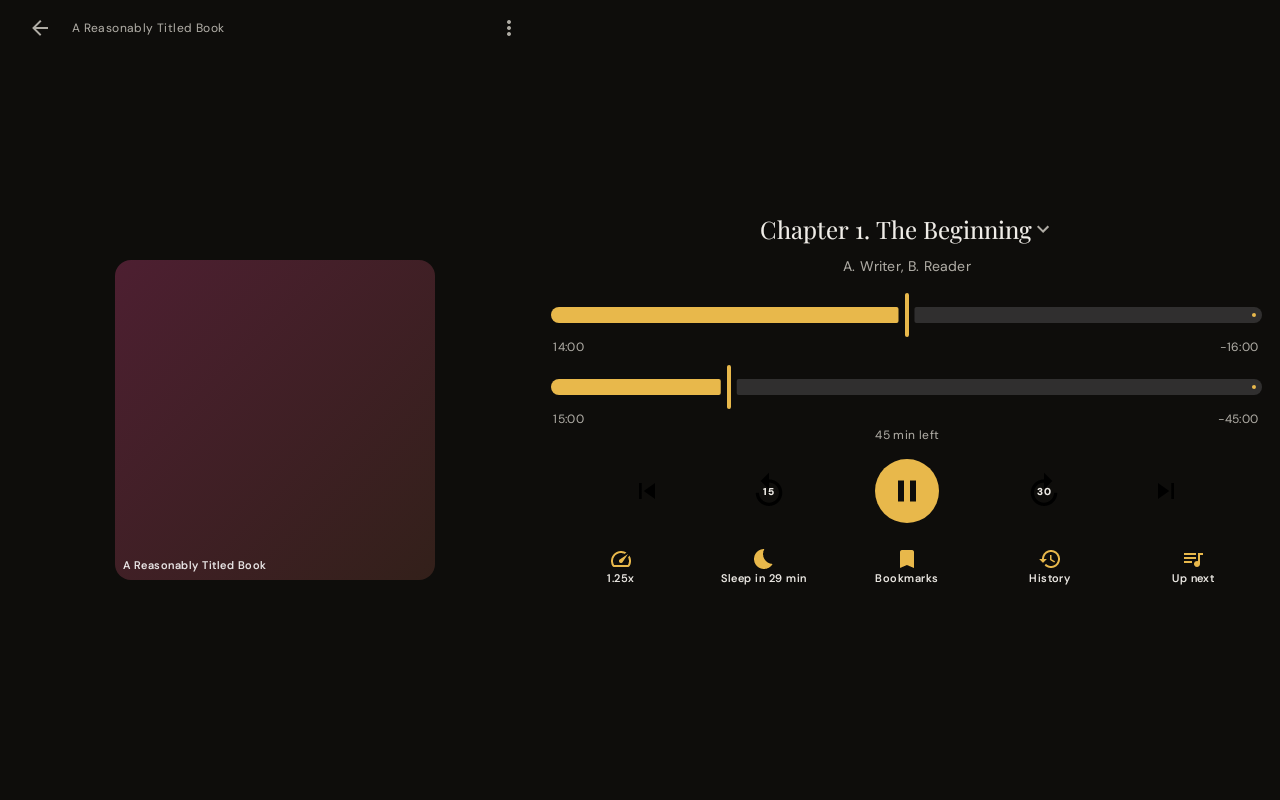 A Reasonably Titled Book
A Reasonably Titled Book
Chapter 1. The Beginning
A. Writer, B. Reader
14:00 -16:00
15:00 -45:00
45 min left
15 30
1.25x Sleep in 29 min Bookmarks History Up next